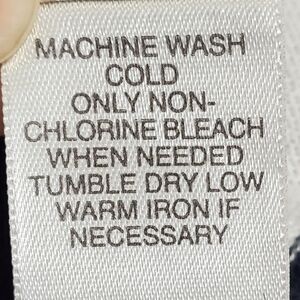 MACHINE WASH
COLD
ONLY NON-
CHLORINE BLEACH
WHEN NEEDED
TUMBLE DRY LOW
WARM IRON IF
NECESSARY